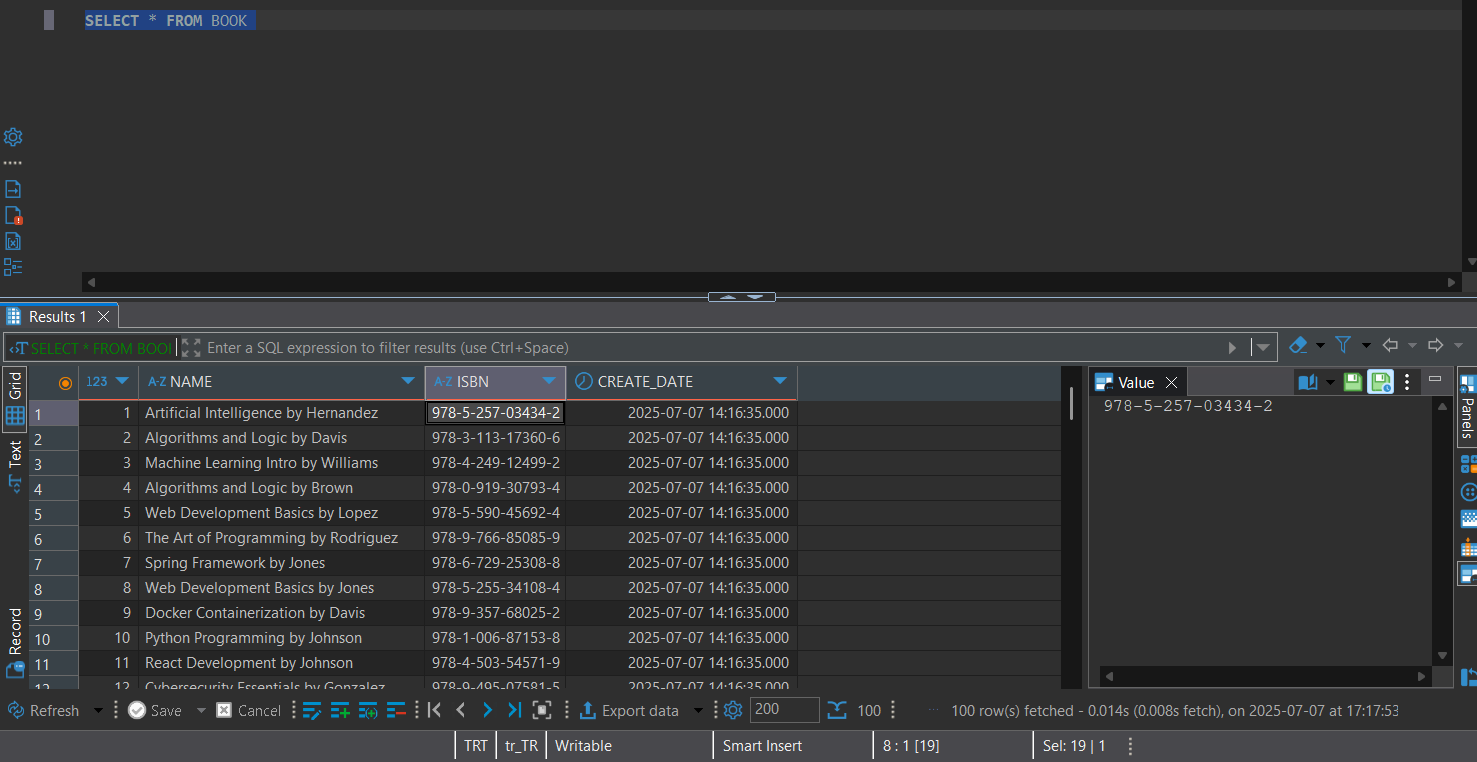 SELECT * FROM BOOK
Results 1
SELECT * FROM BOOI Enter a SQL expression to filter results (use Ctrl+Space)
Grid
Text
Record
123 A-Z NAME A-Z ISBN CREATE_DATE
1 1 Artificial Intelligence by Hernandez 978-5-257-03434-2 2025-07-07 14:16:35.000
2 2 Algorithms and Logic by Davis 978-3-113-17360-6 2025-07-07 14:16:35.000
3 3 Machine Learning Intro by Williams 978-4-249-12499-2 2025-07-07 14:16:35.000
4 4 Algorithms and Logic by Brown 978-0-919-30793-4 2025-07-07 14:16:35.000
5 5 Web Development Basics by Lopez 978-5-590-45692-4 2025-07-07 14:16:35.000
6 6 The Art of Programming by Rodriguez 978-9-766-85085-9 2025-07-07 14:16:35.000
7 7 Spring Framework by Jones 978-6-729-25308-8 2025-07-07 14:16:35.000
8 8 Web Development Basics by Jones 978-5-255-34108-4 2025-07-07 14:16:35.000
9 9 Docker Containerization by Davis 978-9-357-68025-2 2025-07-07 14:16:35.000
10 10 Python Programming by Johnson 978-1-006-87153-8 2025-07-07 14:16:35.000
11 11 React Development by Johnson 978-4-503-54571-9 2025-07-07 14:16:35.000
12 12 Cybersecurity Essentials by Gonzalez 978-9-495-07581-5 2025-07-07 14:16:35.000
Value
978-5-257-03434-2
Panels
Refresh Save Cancel Export data 200 100 100 row(s) fetched - 0.014s (0.008s fetch), on 2025-07-07 at 17:17:53
TRT tr_TR Writable Smart Insert 8 : 1 [19] Sel: 19 | 1